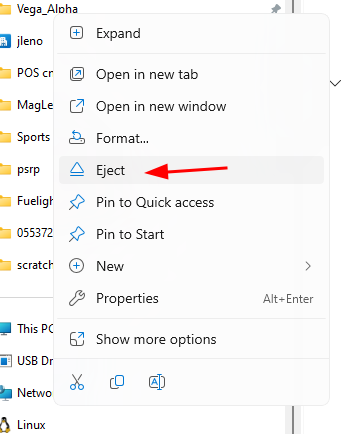 Vega_Alpha
jleno
POS cn
MagLe
Sports
psrp
Fueligh
055372
scratch
This PC
USB Dr
Netwo
Linux
Expand
Open in new tab
Open in new window
Format...
Eject
Pin to Quick access
Pin to Start
New
Properties Alt+Enter
Show more options